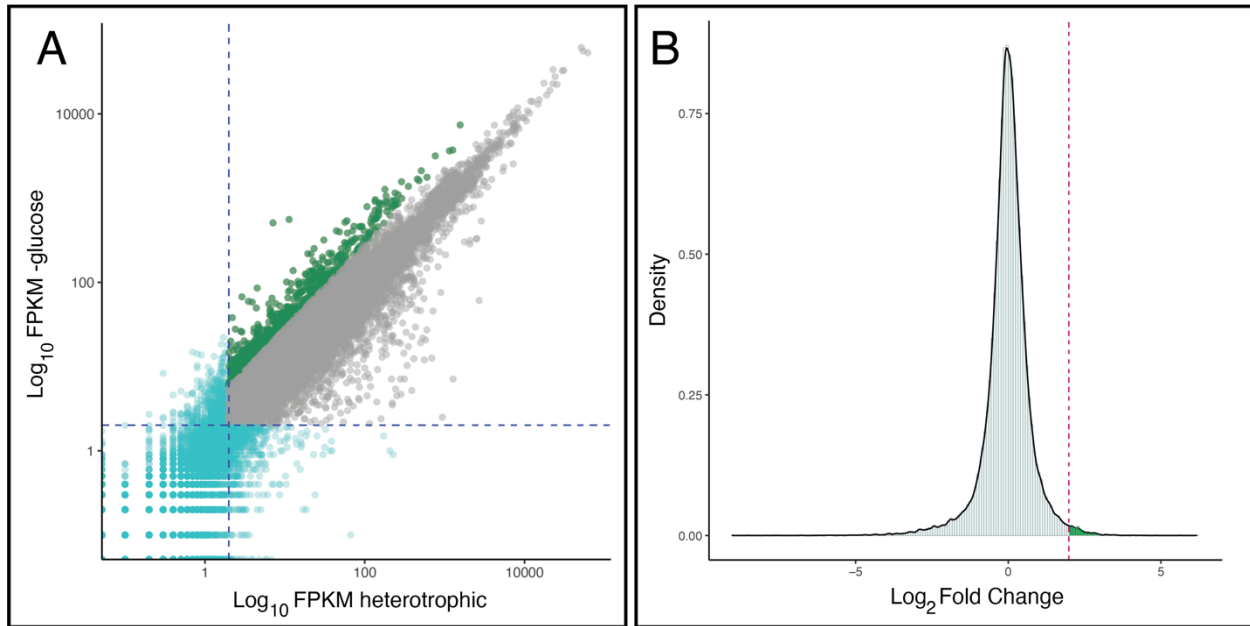 A
Log10 FPKM -glucose
10000
100
1
1
100
10000
Log10 FPKM heterotrophic
B
Density
0.75
0.50
0.25
0.00
−5
0
5
Log2 Fold Change